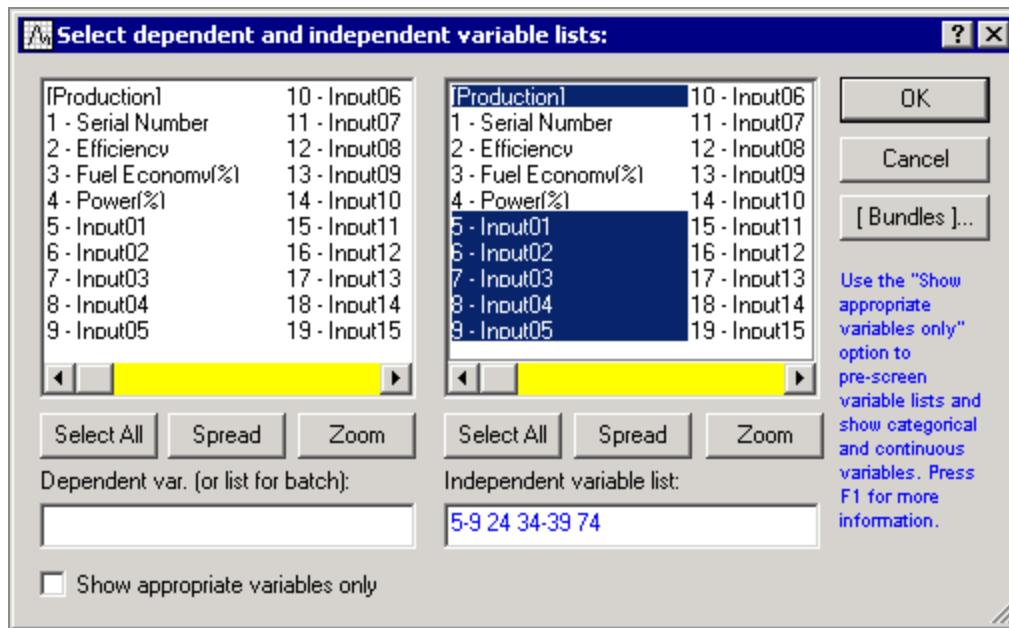 Select dependent and independent variable lists:
[Production] 10 - Input06
1 - Serial Number 11 - Input07
2 - Efficiency 12 - Input08
3 - Fuel Economy(%) 13 - Input09
4 - Power(%) 14 - Input10
5 - Input01 15 - Input11
6 - Input02 16 - Input12
7 - Input03 17 - Input13
8 - Input04 18 - Input14
9 - Input05 19 - Input15
Select All Spread Zoom
Dependent var. (or list for batch):
Show appropriate variables only
[Production] 10 - Input06
1 - Serial Number 11 - Input07
2 - Efficiency 12 - Input08
3 - Fuel Economy(%) 13 - Input09
4 - Power(%) 14 - Input10
5 - Input01 15 - Input11
6 - Input02 16 - Input12
7 - Input03 17 - Input13
8 - Input04 18 - Input14
9 - Input05 19 - Input15
Select All Spread Zoom
Independent variable list:
5-9 24 34-39 74
OK
Cancel
[ Bundles ]...
Use the "Show
appropriate
variables only"
option to
pre-screen
variable lists and
show categorical
and continuous
variables. Press
F1 for more
information.